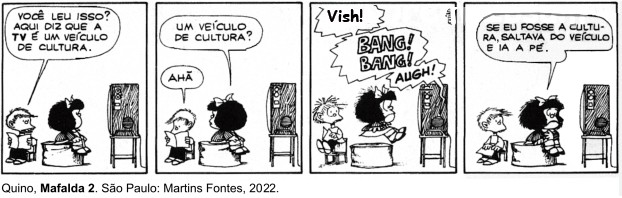 VOCÊ LEU ISSO?
AQUI DIZ QUE A
TV É UM VEÍCULO
DE CULTURA.
UM VEÍCULO
DE CULTURA?
AHÃ
Vish!
BANG!
BANG!
AUGH!
SE EU FOSSE A CULTU-
RA, SALTAVA DO VEÍCULO
E IA A PÉ.
Quino, Mafalda 2. São Paulo: Martins Fontes, 2022.